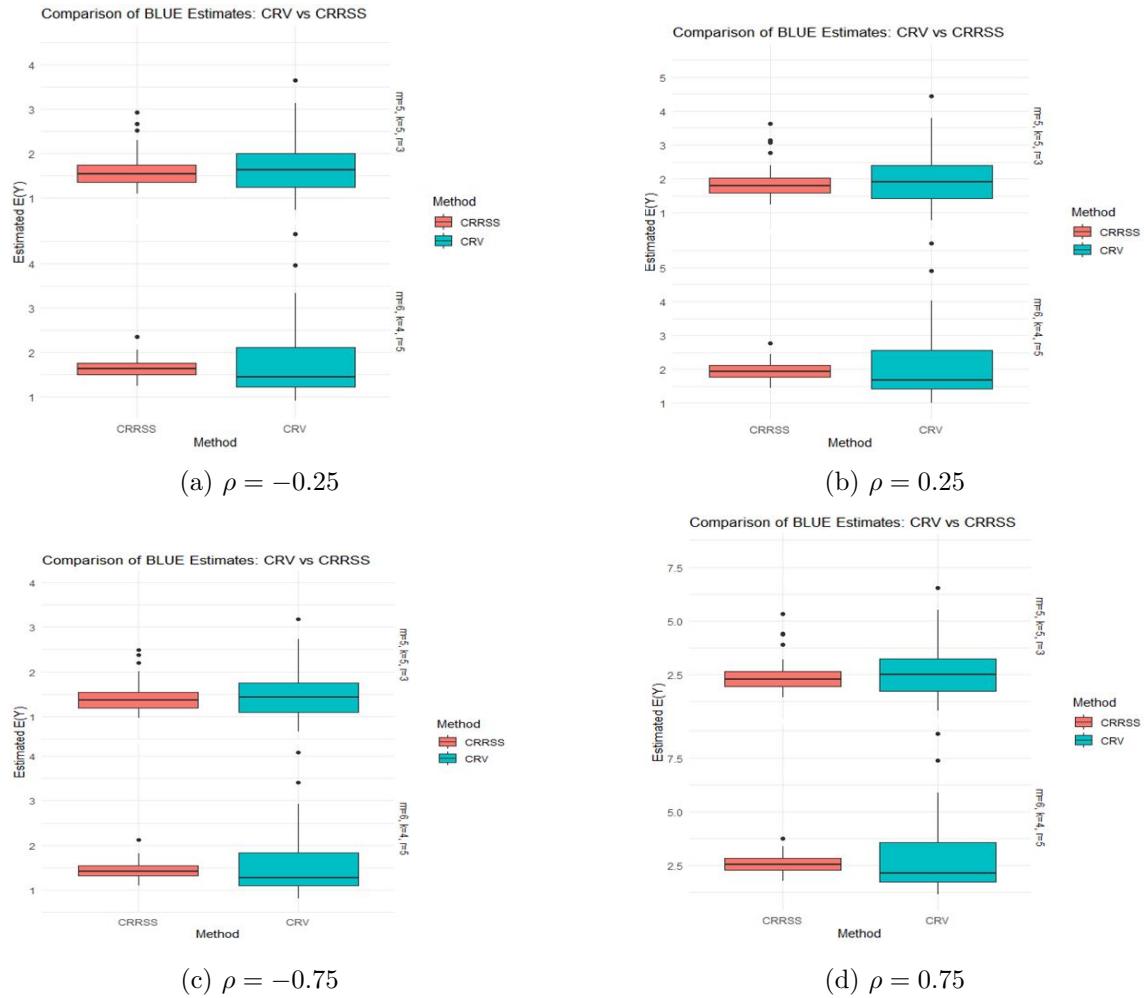 Comparison of BLUE Estimates: CRV vs CRRSS
4
3
2
1
4
3
2
1
Estimated E(Y)
m=5, k=5, r=3
m=6, k=4, r=5
CRRSS
CRV
Method
Method
CRRSS
CRV
(a) ρ = −0.25
Comparison of BLUE Estimates: CRV vs CRRSS
5
4
3
2
1
5
4
3
2
1
Estimated E(Y)
m=5, k=5, r=3
m=6, k=4, r=5
CRRSS
CRV
Method
Method
CRRSS
CRV
(b) ρ = 0.25
Comparison of BLUE Estimates: CRV vs CRRSS
4
3
2
1
4
3
2
1
Estimated E(Y)
m=5, k=5, r=3
m=6, k=4, r=5
CRRSS
CRV
Method
Method
CRRSS
CRV
(c) ρ = −0.75
Comparison of BLUE Estimates: CRV vs CRRSS
7.5
5.0
2.5
7.5
5.0
2.5
Estimated E(Y)
m=5, k=5, r=3
m=6, k=4, r=5
CRRSS
CRV
Method
Method
CRRSS
CRV
(d) ρ = 0.75